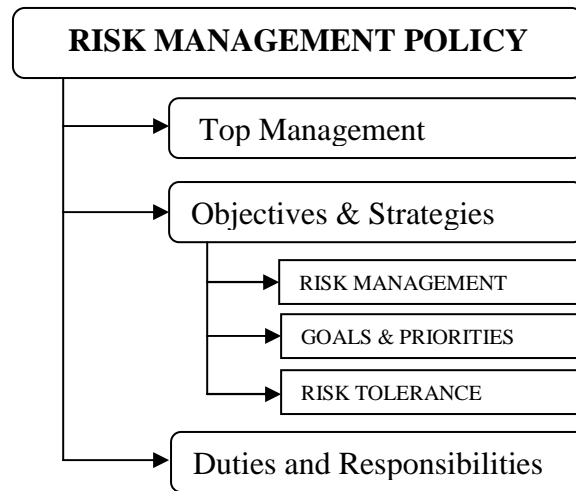 RISK MANAGEMENT POLICY
Top Management
Objectives & Strategies
RISK MANAGEMENT
GOALS & PRIORITIES
RISK TOLERANCE
Duties and Responsibilities